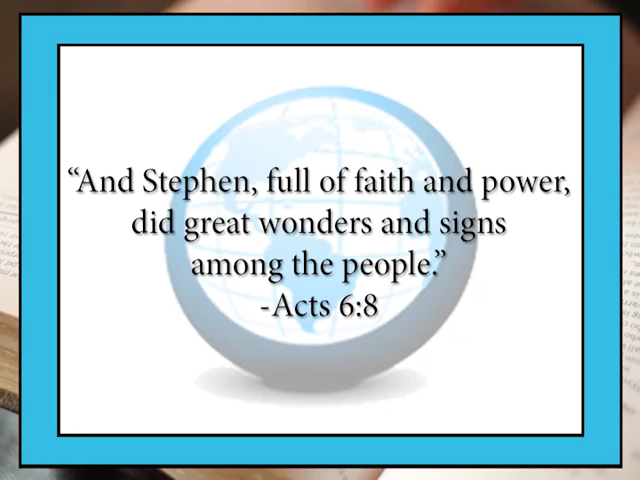 “And Stephen, full of faith and power,
did great wonders and signs
among the people.”
-Acts 6:8